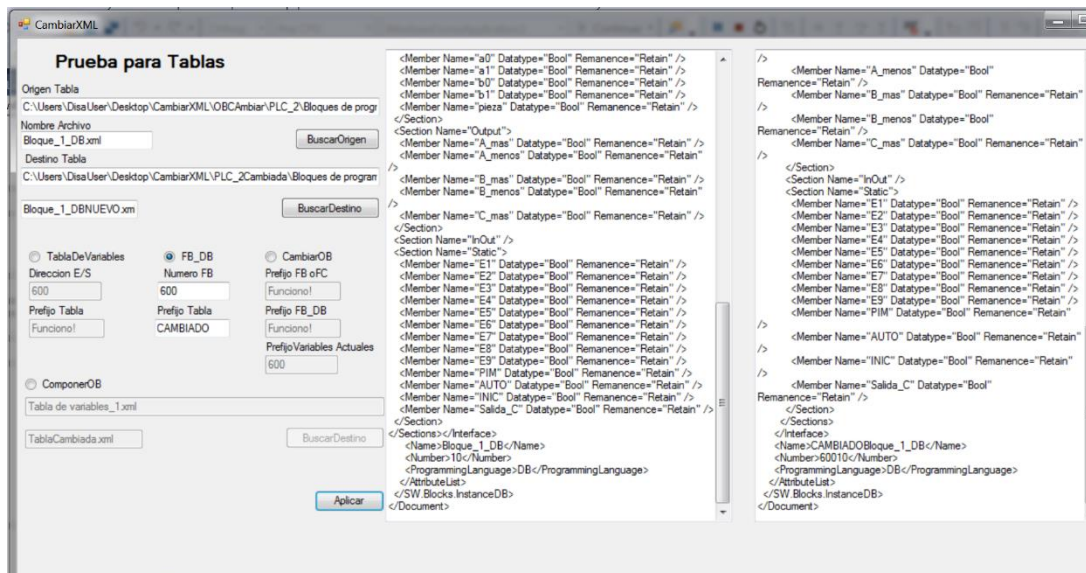 CambiarXML
Prueba para Tablas
Origen Tabla
C:\Users\DisaUser\Desktop\CambiarXML\OBCAmbiar\PLC_2\Bloques de progr
Nombre Archivo
Bloque_1_DB.xml
BuscarOrigen
Destino Tabla
C:\Users\DisaUser\Desktop\CambiarXML\PLC_2Cambiada\Bloques de program
Bloque_1_DBNUEVO.xm
BuscarDestino
TablaDeVariables
FB_DB
CambiarOB
Direccion E/S
Numero FB
Prefijo FB oFC
600
600
Funciono!
Prefijo Tabla
Prefijo Tabla
Prefijo FB_DB
Funciono!
CAMBIADO
Funciono!
PrefijoVariables Actuales
600
ComponerOB
Tabla de variables_1.xml
TablaCambiada.xml
BuscarDestino
Aplicar
<Member Name="a0" Datatype="Bool" Remanence="Retain" />
<Member Name="a1" Datatype="Bool" Remanence="Retain" />
<Member Name="b0" Datatype="Bool" Remanence="Retain" />
<Member Name="b1" Datatype="Bool" Remanence="Retain" />
<Member Name="pieza" Datatype="Bool" Remanence="Retain" />
</Section>
<Section Name="Output">
<Member Name="A_mas" Datatype="Bool" Remanence="Retain" />
<Member Name="A_menos" Datatype="Bool" Remanence="Retain"
/>
<Member Name="B_mas" Datatype="Bool" Remanence="Retain" />
<Member Name="B_menos" Datatype="Bool" Remanence="Retain"
/>
<Member Name="C_mas" Datatype="Bool" Remanence="Retain" />
</Section>
<Section Name="InOut" />
<Section Name="Static">
<Member Name="E1" Datatype="Bool" Remanence="Retain" />
<Member Name="E2" Datatype="Bool" Remanence="Retain" />
<Member Name="E3" Datatype="Bool" Remanence="Retain" />
<Member Name="E4" Datatype="Bool" Remanence="Retain" />
<Member Name="E5" Datatype="Bool" Remanence="Retain" />
<Member Name="E6" Datatype="Bool" Remanence="Retain" />
<Member Name="E7" Datatype="Bool" Remanence="Retain" />
<Member Name="E8" Datatype="Bool" Remanence="Retain" />
<Member Name="E9" Datatype="Bool" Remanence="Retain" />
<Member Name="PIM" Datatype="Bool" Remanence="Retain" />
<Member Name="AUTO" Datatype="Bool" Remanence="Retain" />
<Member Name="INIC" Datatype="Bool" Remanence="Retain" />
<Member Name="Salida_C" Datatype="Bool" Remanence="Retain" />
</Section>
</Sections></Interface>
<Name>Bloque_1_DB</Name>
<Number>10</Number>
<ProgrammingLanguage>DB</ProgrammingLanguage>
</AttributeList>
</SW.Blocks.InstanceDB>
</Document>
/>
<Member Name="A_menos" Datatype="Bool"
Remanence="Retain" />
<Member Name="B_mas" Datatype="Bool" Remanence="Retain"
/>
<Member Name="B_menos" Datatype="Bool"
Remanence="Retain" />
<Member Name="C_mas" Datatype="Bool" Remanence="Retain"
/>
</Section>
<Section Name="InOut" />
<Section Name="Static">
<Member Name="E1" Datatype="Bool" Remanence="Retain" />
<Member Name="E2" Datatype="Bool" Remanence="Retain" />
<Member Name="E3" Datatype="Bool" Remanence="Retain" />
<Member Name="E4" Datatype="Bool" Remanence="Retain" />
<Member Name="E5" Datatype="Bool" Remanence="Retain" />
<Member Name="E6" Datatype="Bool" Remanence="Retain" />
<Member Name="E7" Datatype="Bool" Remanence="Retain" />
<Member Name="E8" Datatype="Bool" Remanence="Retain" />
<Member Name="E9" Datatype="Bool" Remanence="Retain" />
<Member Name="PIM" Datatype="Bool" Remanence="Retain"
/>
<Member Name="AUTO" Datatype="Bool" Remanence="Retain"
/>
<Member Name="INIC" Datatype="Bool" Remanence="Retain"
/>
<Member Name="Salida_C" Datatype="Bool"
Remanence="Retain" />
</Section>
</Sections>
</Interface>
<Name>CAMBIADOBloque_1_DB</Name>
<Number>60010</Number>
<ProgrammingLanguage>DB</ProgrammingLanguage>
</AttributeList>
</SW.Blocks.InstanceDB>
</Document>